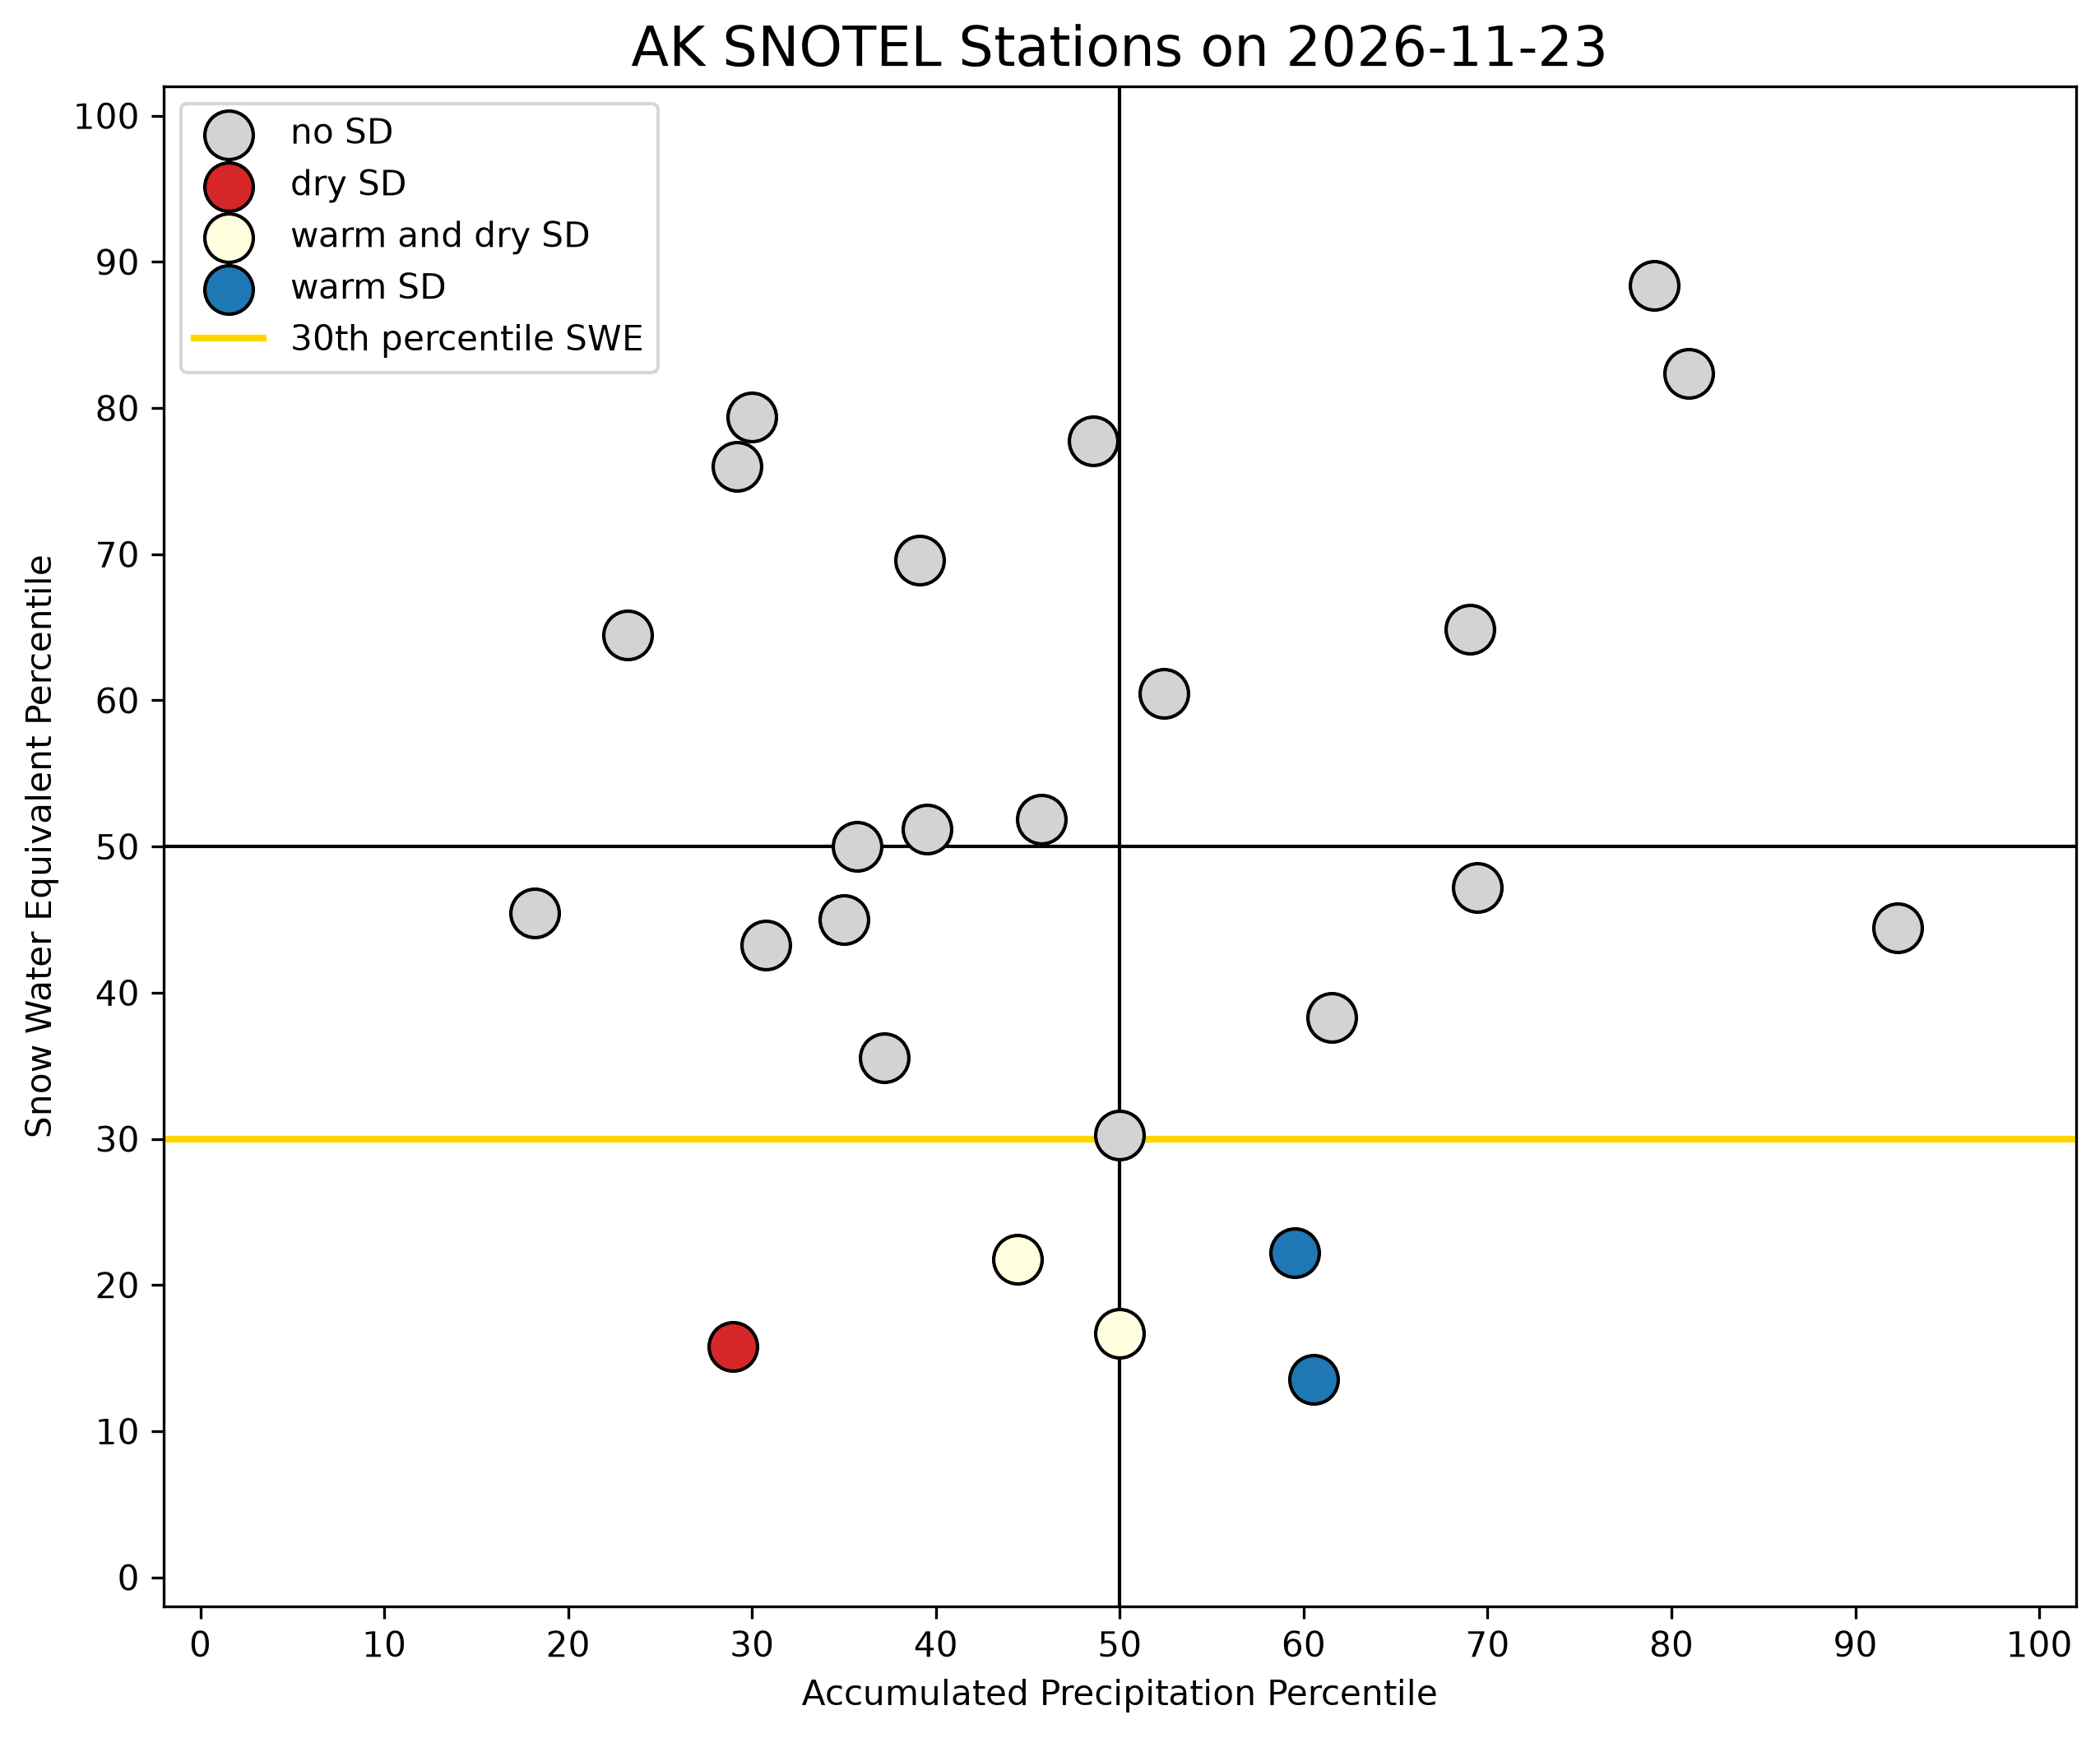 AK SNOTEL Stations on 2026-11-23
no SD
dry SD
warm and dry SD
warm SD
30th percentile SWE
100
90
80
70
60
50
40
30
20
10
0
Snow Water Equivalent Percentile
0 10 20 30 40 50 60 70 80 90 100
Accumulated Precipitation Percentile